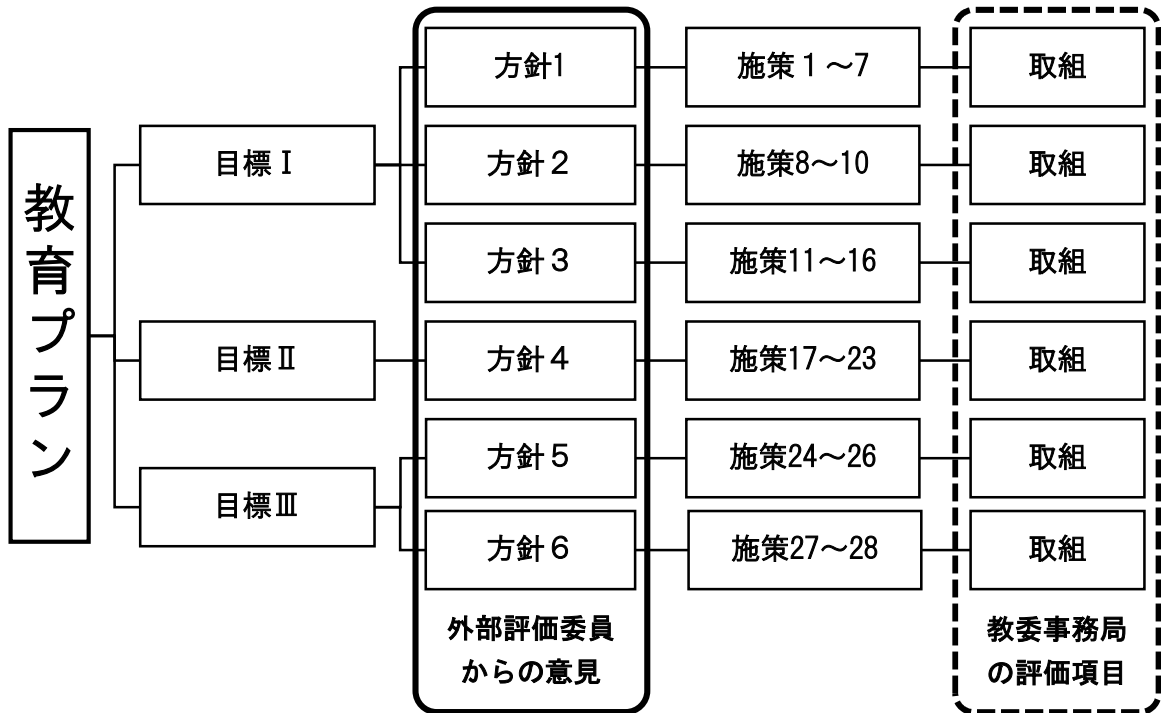 教育プラン
目標Ⅰ
方針1
施策１～7
取組
方針２
施策8～10
取組
方針３
施策11～16
取組
目標Ⅱ
方針４
施策17～23
取組
目標Ⅲ
方針５
施策24～26
取組
方針６
施策27～28
取組
外部評価委員
からの意見
教委事務局
の評価項目